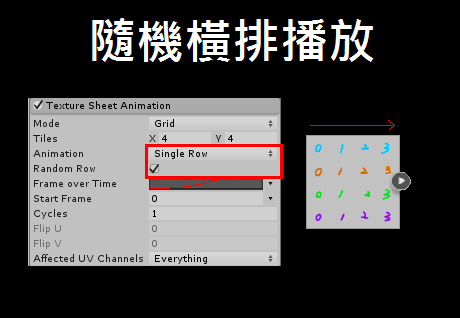 隨機橫排播放
Texture Sheet Animation
Mode Grid
Tiles X 4 Y 4
Animation Single Row
Random Row
Frame over Time
Start Frame 0
Cycles 1
Flip U 0
Flip V 0
Affected UV Channels Everything
0 1 2 3
0 1 2 3
0 1 2 3
0 1 2 3